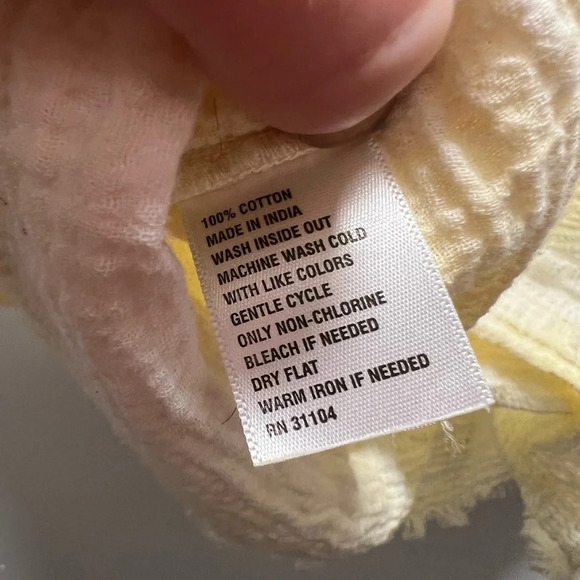 100% COTTON
MADE IN INDIA
WASH INSIDE OUT
MACHINE WASH COLD
WITH LIKE COLORS
GENTLE CYCLE
ONLY NON-CHLORINE
BLEACH IF NEEDED
DRY FLAT
WARM IRON IF NEEDED
RN 31104